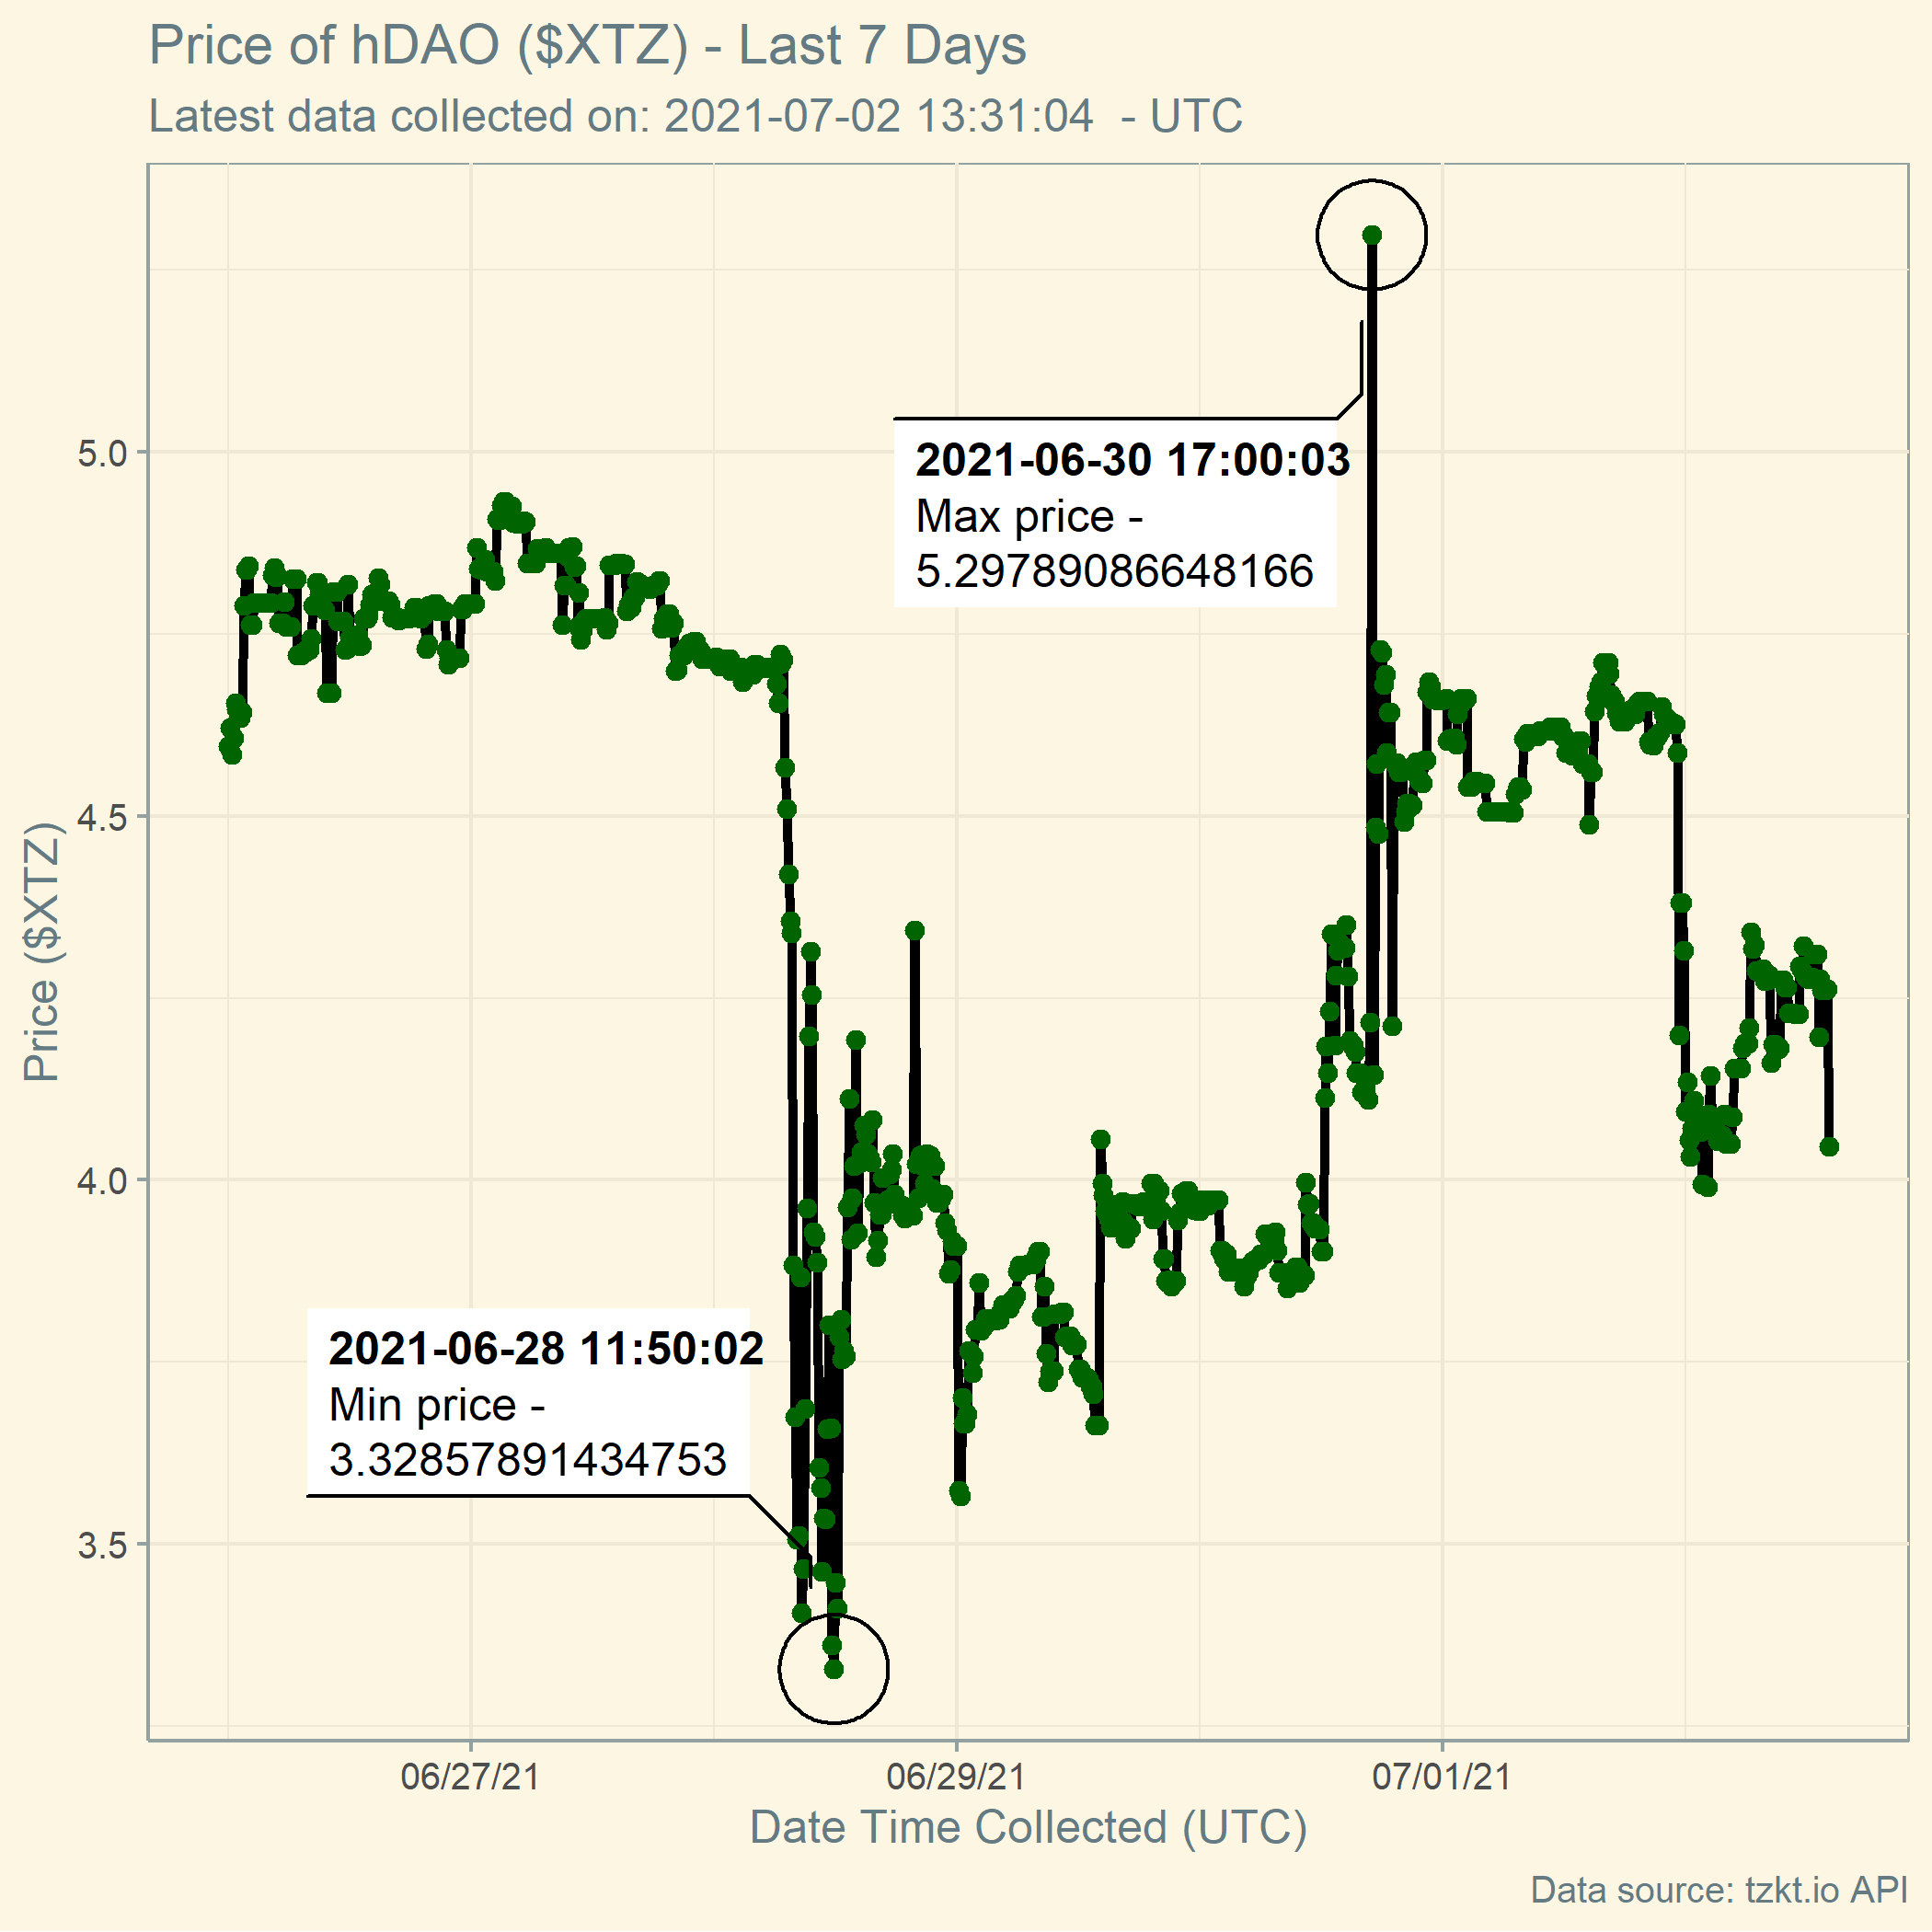 Price of hDAO ($XTZ) - Last 7 Days
Latest data collected on: 2021-07-02 13:31:04  - UTC
5.0
4.5
4.0
3.5
Price ($XTZ)
2021-06-30 17:00:03
Max price -
5.29789086648166
2021-06-28 11:50:02
Min price -
3.32857891434753
06/27/21
06/29/21
07/01/21
Date Time Collected (UTC)
Data source: tzkt.io API